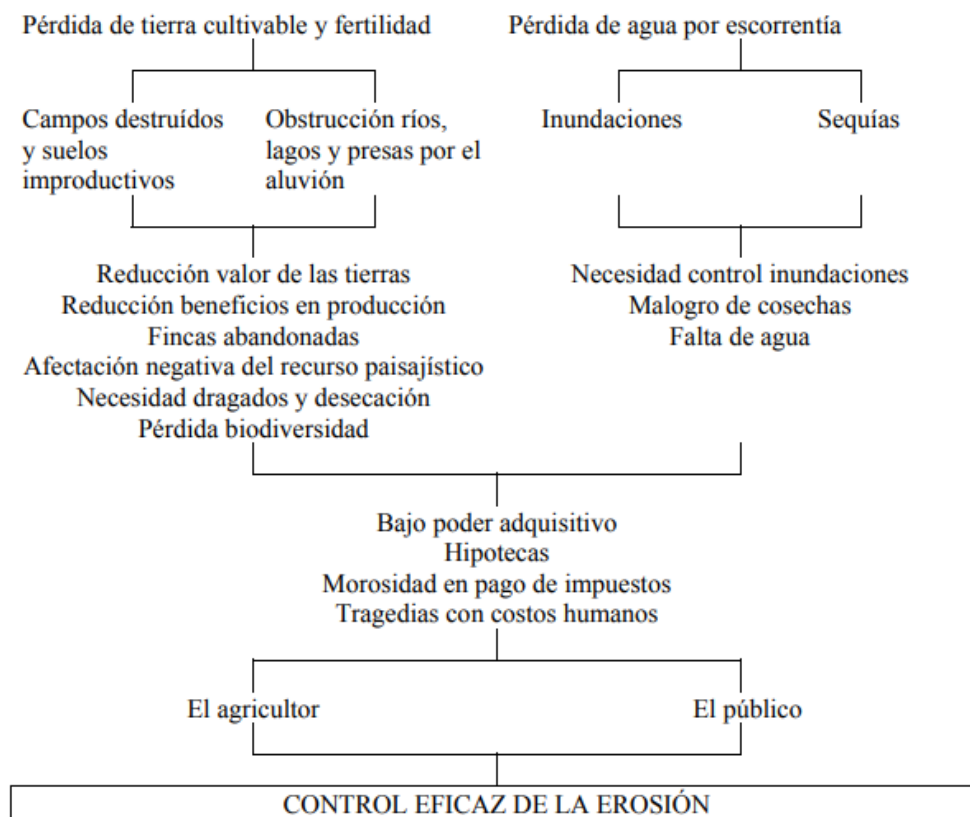 Pérdida de tierra cultivable y fertilidad
Pérdida de agua por escorrentía
Campos destruídos
y suelos
improductivos
Obstrucción ríos,
lagos y presas por el
aluvión
Inundaciones
Sequías
Reducción valor de las tierras
Reducción beneficios en producción
Fincas abandonadas
Afectación negativa del recurso paisajístico
Necesidad dragados y desecación
Pérdida biodiversidad
Necesidad control inundaciones
Malogro de cosechas
Falta de agua
Bajo poder adquisitivo
Hipotecas
Morosidad en pago de impuestos
Tragedias con costos humanos
El agricultor
El público
CONTROL EFICAZ DE LA EROSIÓN